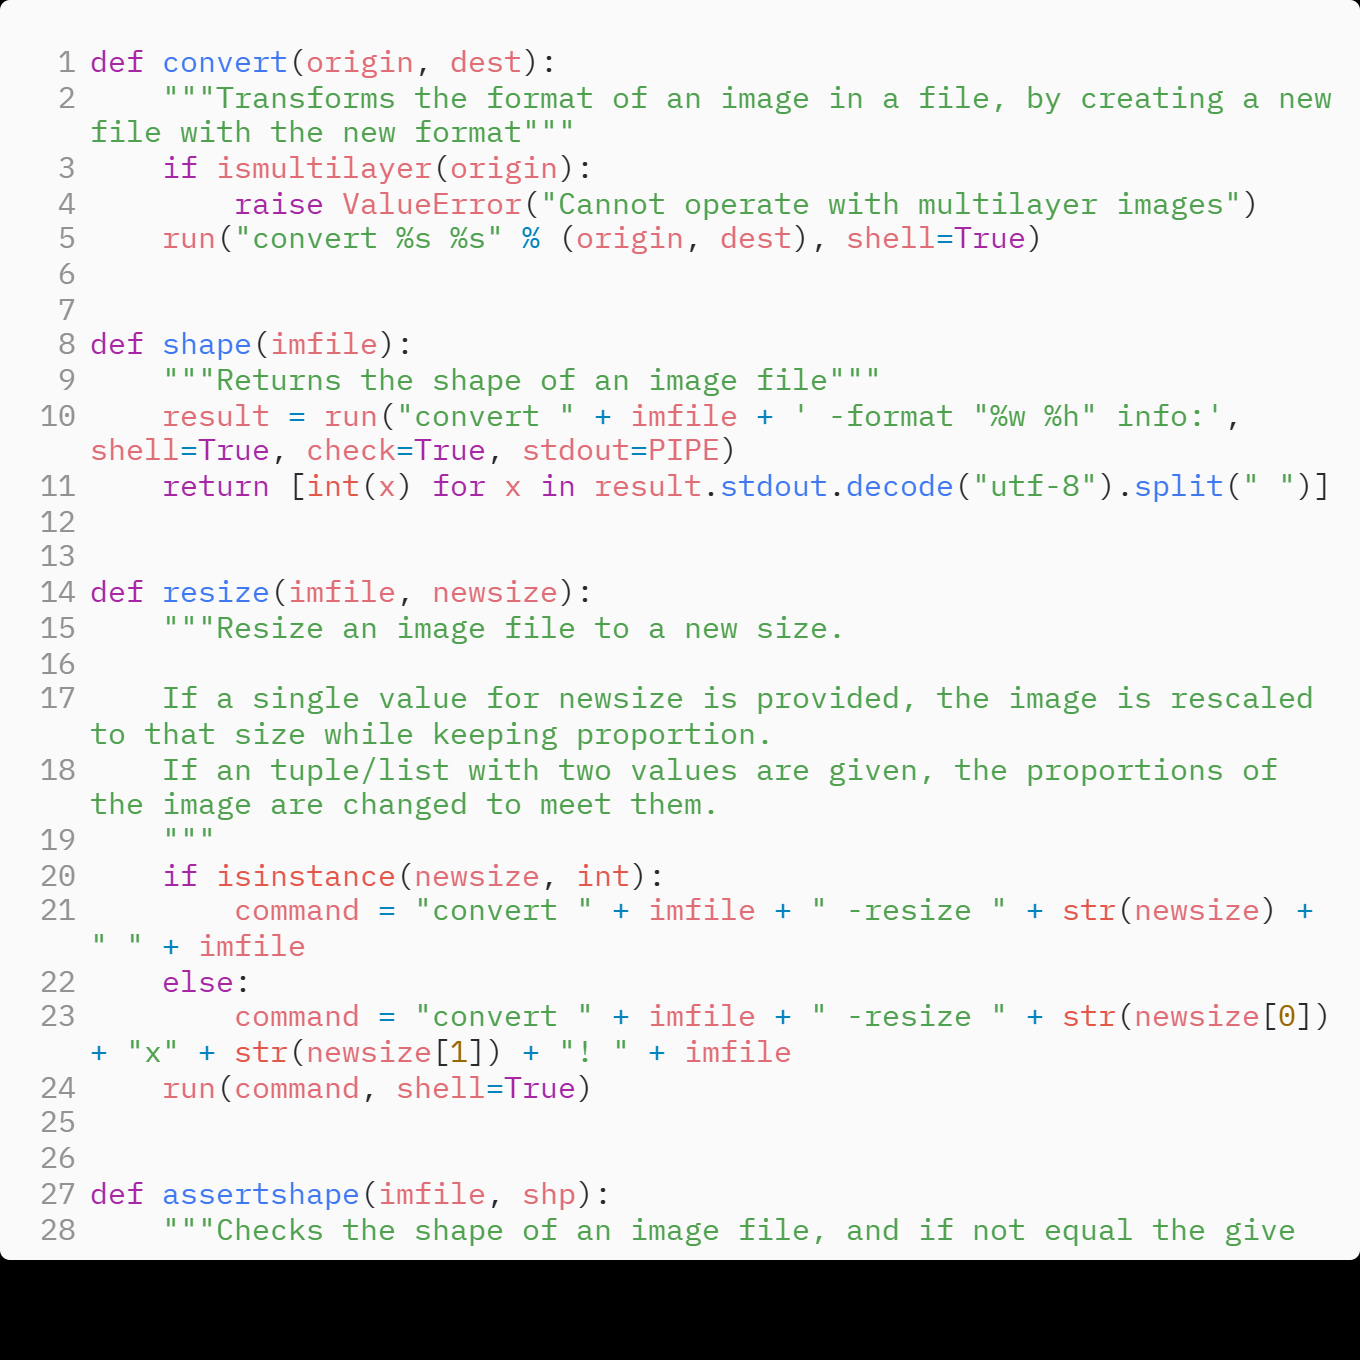 1 def convert(origin, dest):
2     """Transforms the format of an image in a file, by creating a new
file with the new format"""
3     if ismultilayer(origin):
4         raise ValueError("Cannot operate with multilayer images")
5     run("convert %s %s" % (origin, dest), shell=True)
6
7
8 def shape(imfile):
9     """Returns the shape of an image file"""
10     result = run("convert " + imfile + ' -format "%w %h" info:',
shell=True, check=True, stdout=PIPE)
11     return [int(x) for x in result.stdout.decode("utf-8").split(" ")]
12
13
14 def resize(imfile, newsize):
15     """Resize an image file to a new size.
16
17     If a single value for newsize is provided, the image is rescaled
to that size while keeping proportion.
18     If an tuple/list with two values are given, the proportions of
the image are changed to meet them.
19     """
20     if isinstance(newsize, int):
21         command = "convert " + imfile + " -resize " + str(newsize) +
" " + imfile
22     else:
23         command = "convert " + imfile + " -resize " + str(newsize[0])
+ "x" + str(newsize[1]) + "! " + imfile
24     run(command, shell=True)
25
26
27 def assertshape(imfile, shp):
28     """Checks the shape of an image file, and if not equal the give